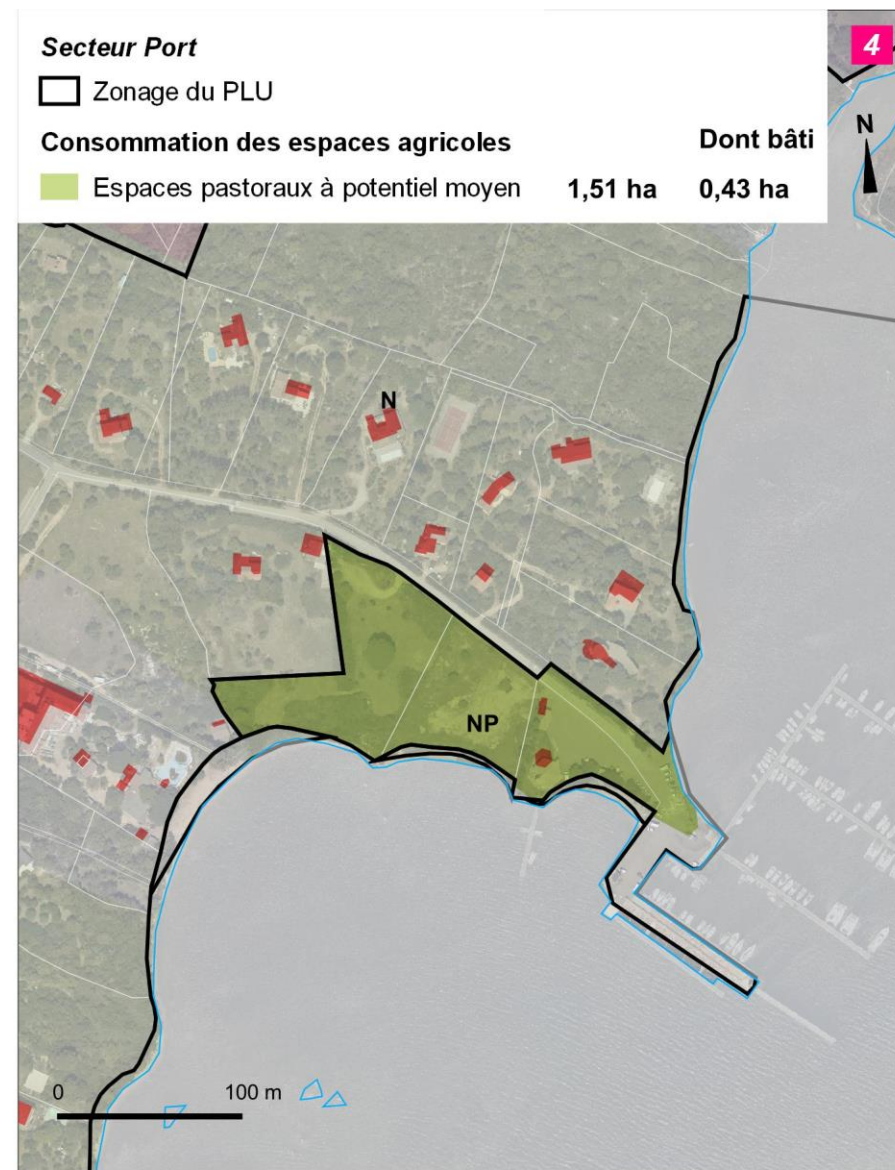 Secteur Port
4
Zonage du PLU
Consommation des espaces agricoles Dont bâti
Espaces pastoraux à potentiel moyen 1,51 ha 0,43 ha
N
N
NP
0 100 m